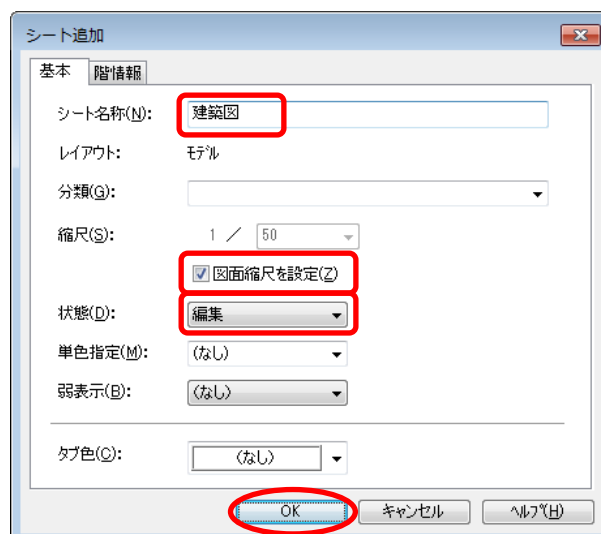 シート追加
基本 階情報
シート名称(N): 建築図
レイアウト: モデル
分類(G):
縮尺(S): 1 ／ 50
図面縮尺を設定(Z)
状態(D): 編集
単色指定(M): (なし)
弱表示(B): (なし)
タブ色(C): (なし)
OK キャンセル ヘルプ(H)